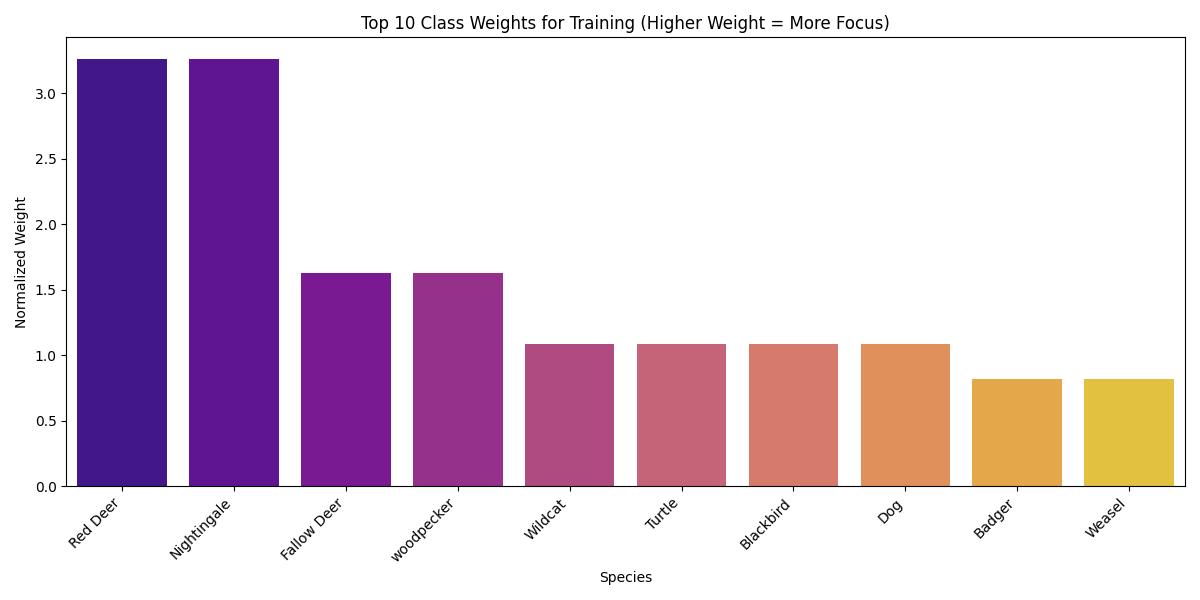 Top 10 Class Weights for Training (Higher Weight = More Focus)
Normalized Weight
3.0
2.5
2.0
1.5
1.0
0.5
0.0
Red Deer
Nightingale
Fallow Deer
woodpecker
Wildcat
Turtle
Blackbird
Dog
Badger
Weasel
Species